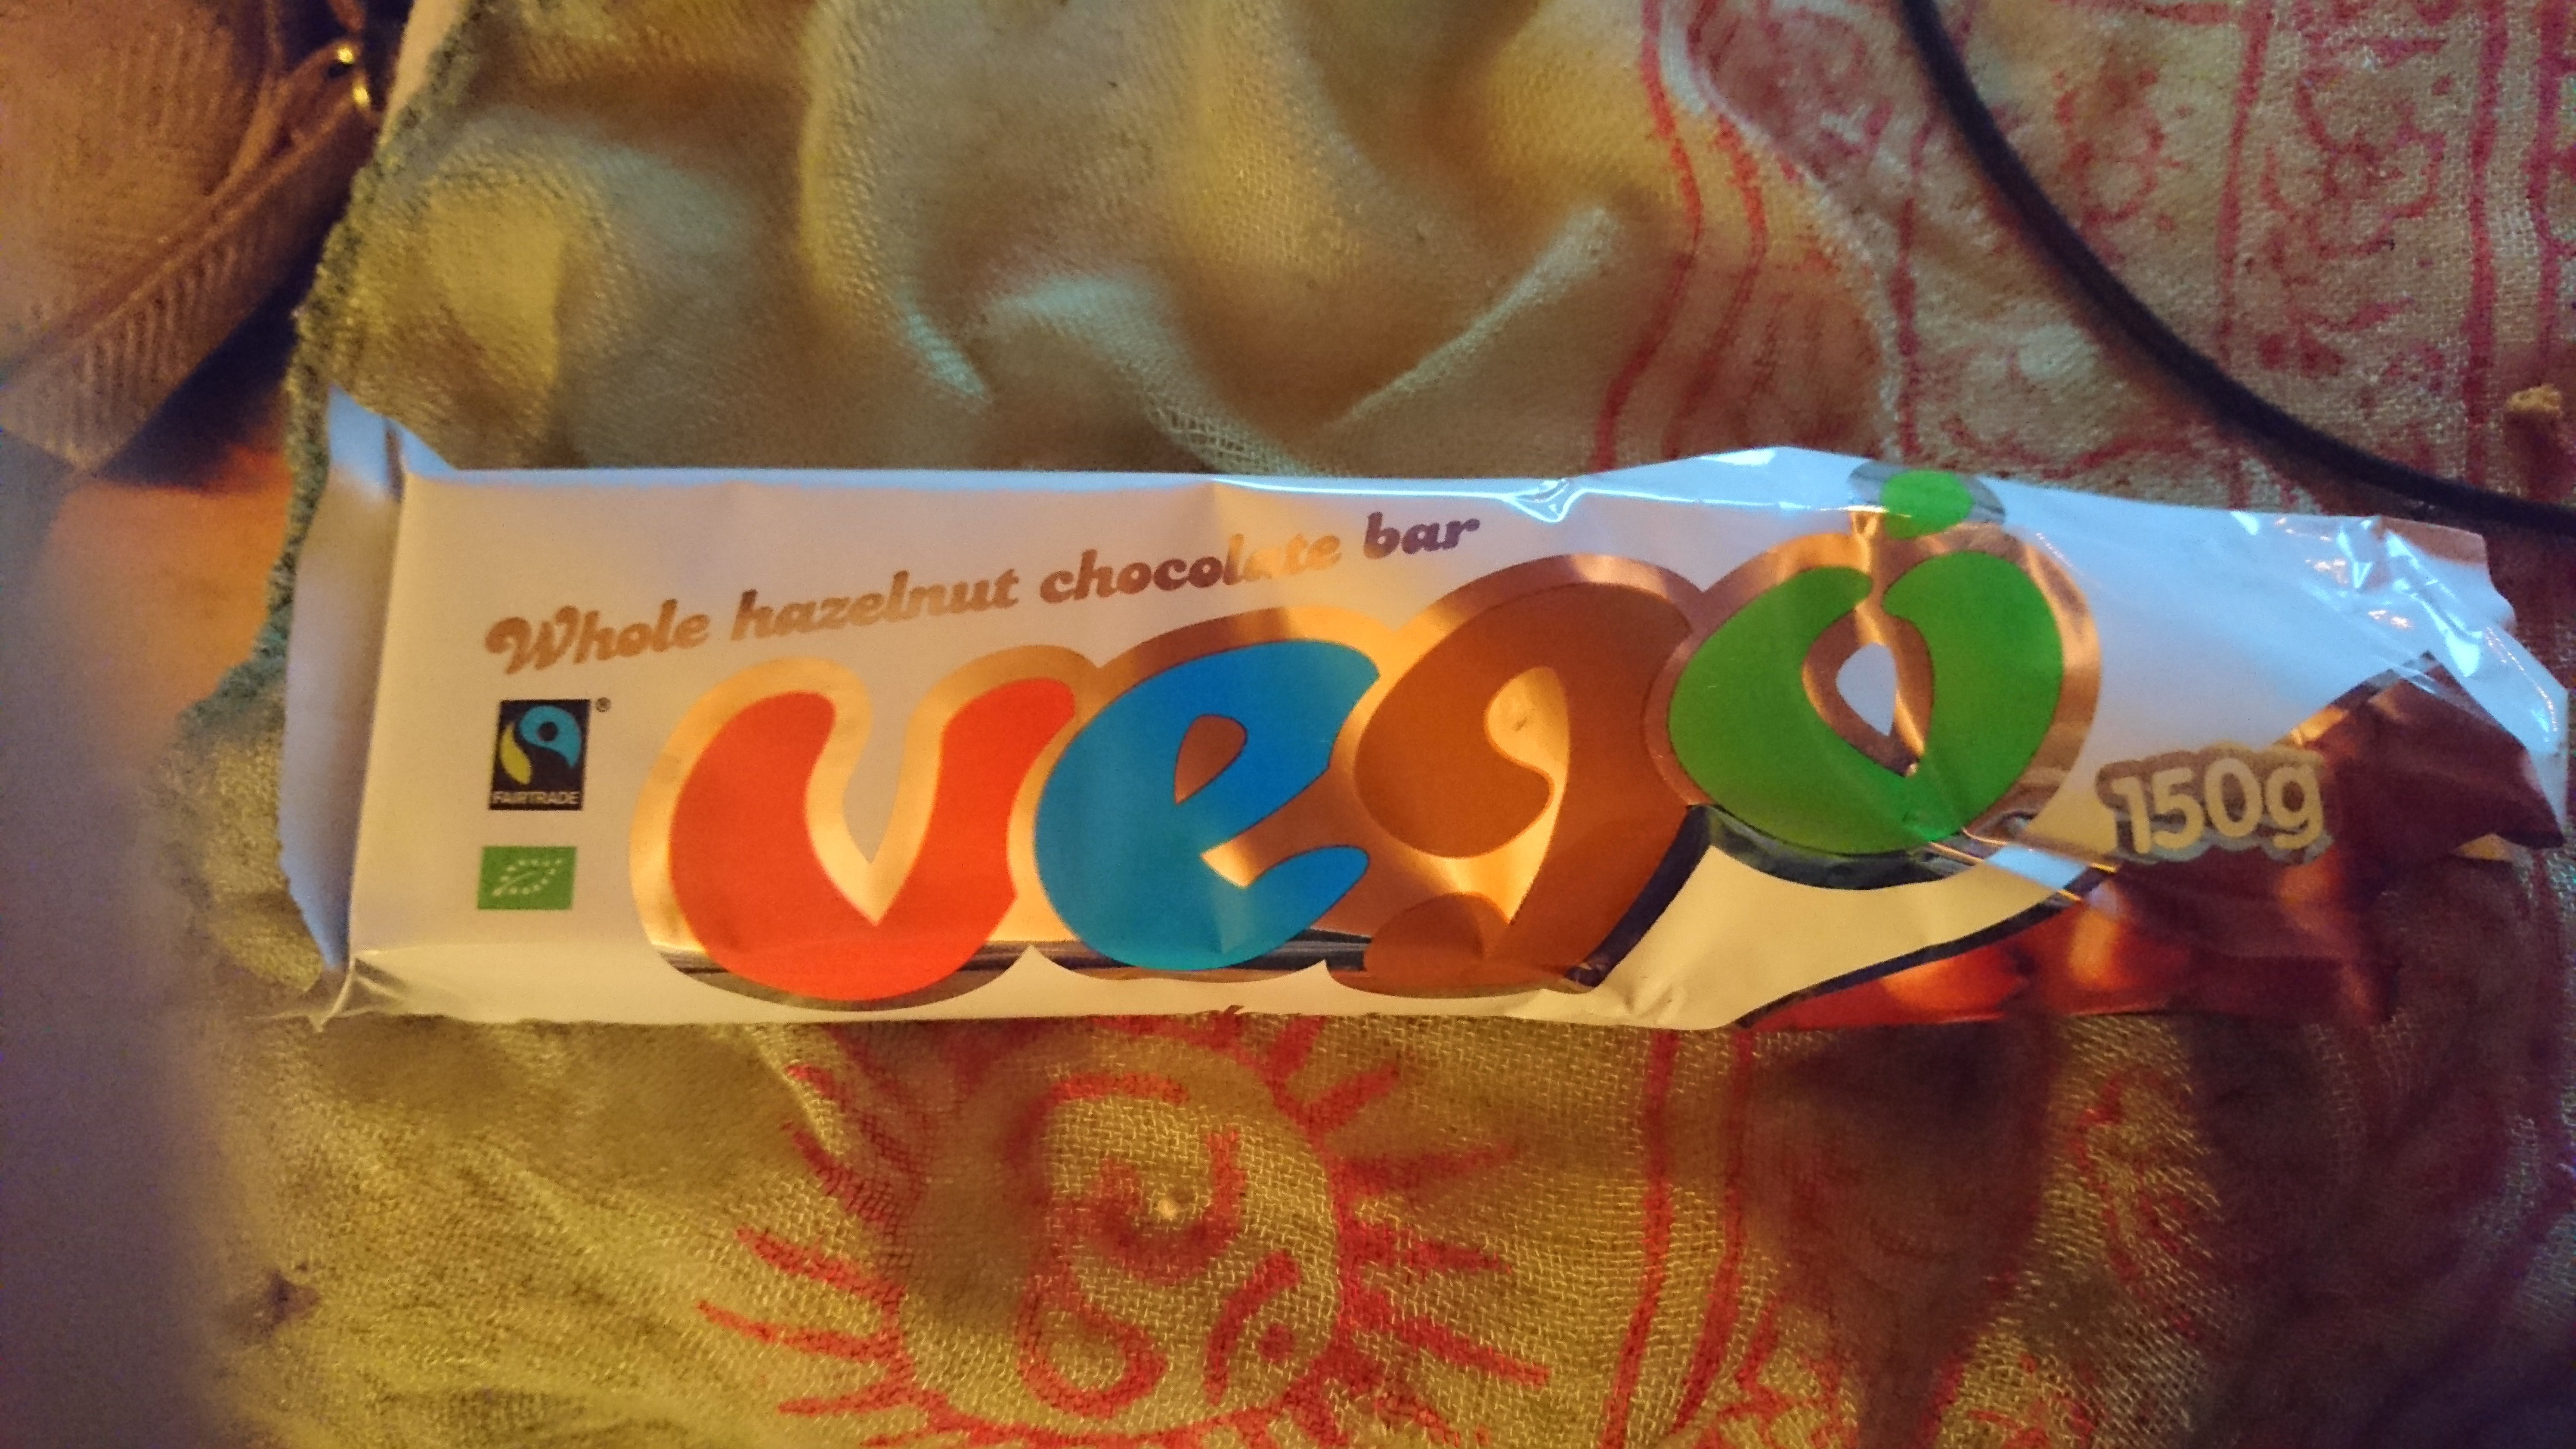 Whole hazelnut chocolate bar
vego
FAIRTRADE
®
150g